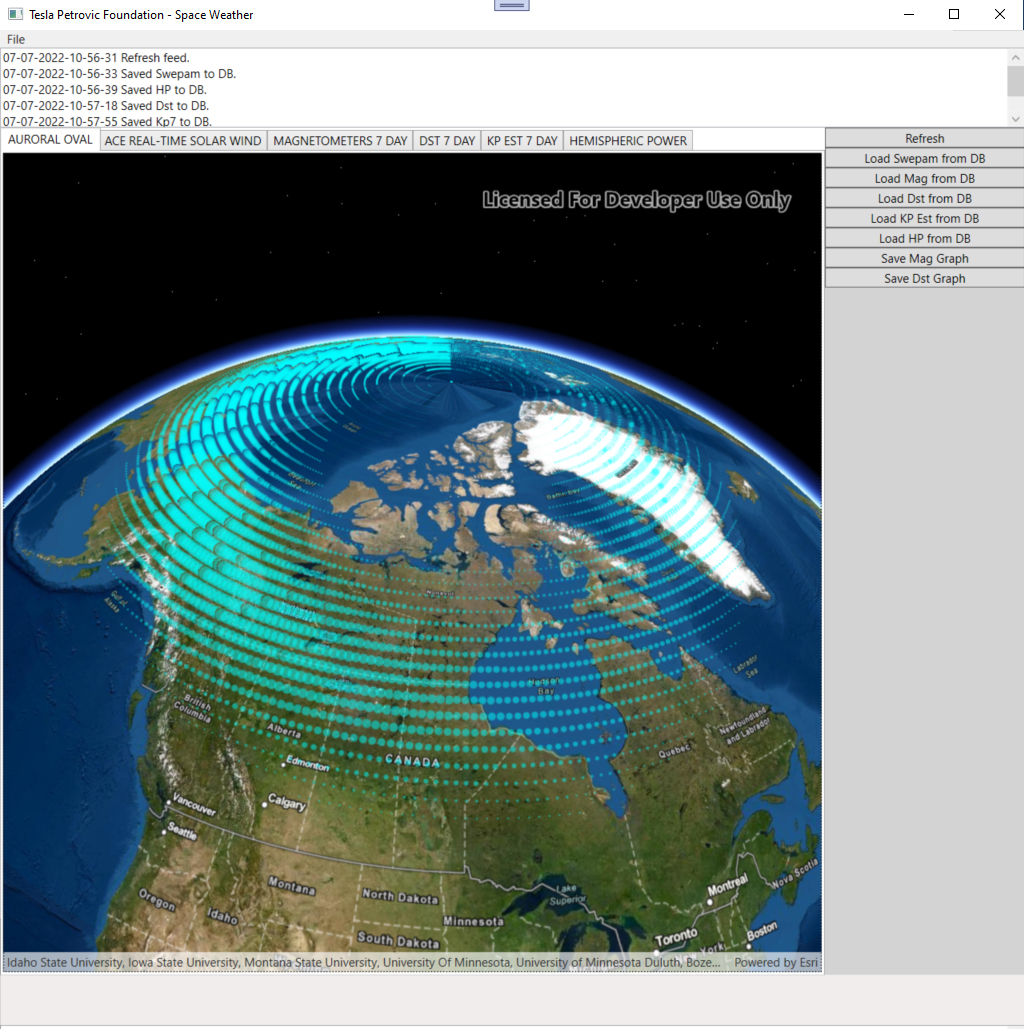 Tesla Petrovic Foundation - Space Weather
File
07-07-2022-10-56-31 Refresh feed.
07-07-2022-10-56-33 Saved Swepam to DB.
07-07-2022-10-56-39 Saved HP to DB.
07-07-2022-10-57-18 Saved Dst to DB.
07-07-2022-10-57-55 Saved Kp7 to DB.
AURORAL OVAL ACE REAL-TIME SOLAR WIND MAGNETOMETERS 7 DAY DST 7 DAY KP EST 7 DAY HEMISPHERIC POWER
Refresh
Load Swepam from DB
Load Mag from DB
Load Dst from DB
Load KP Est from DB
Load HP from DB
Save Mag Graph
Save Dst Graph
Licensed For Developer Use Only
Labrador
Sea
British
Columbia
Alberta
Edmonton
CANADA
Bay
Quebec
Newfoundland
and Labrador
Vancouver
Calgary
Seattle
Montana
North Dakota
Oregon
Idaho
Minnesota
South Dakota
Lake
Superior
Montreal
Nova Scotia
Toronto
Boston
New York
Idaho State University, Iowa State University, Montana State University, University Of Minnesota, University of Minnesota Duluth, Boze... Powered by Esri